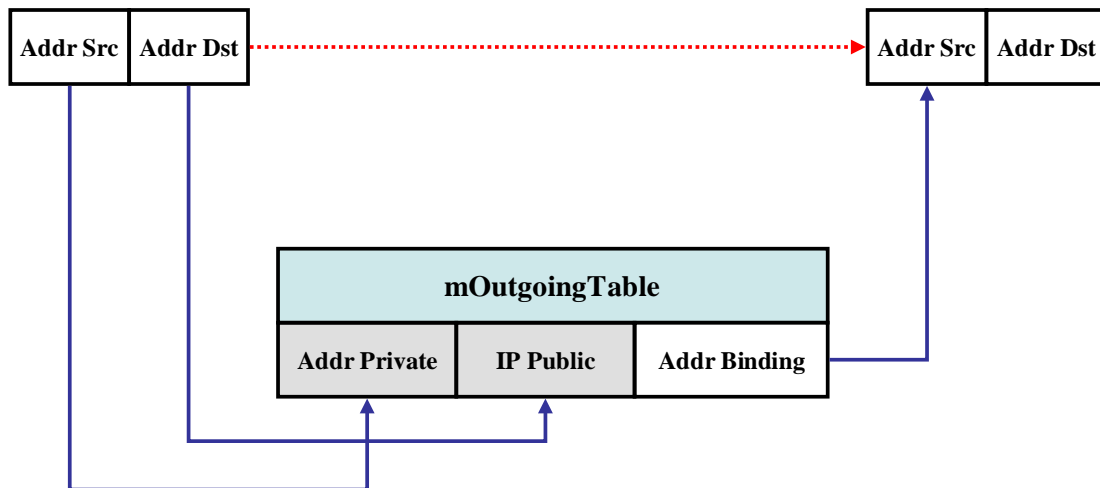 Addr Src Addr Dst Addr Src Addr Dst
mOutgoingTable
Addr Private IP Public Addr Binding